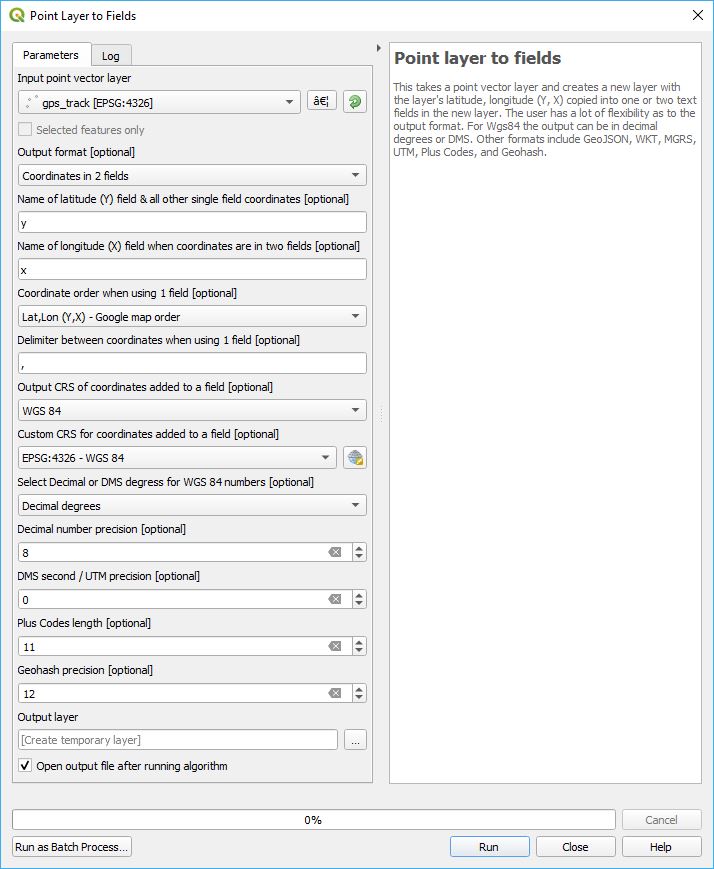 Point Layer to Fields
Parameters
Log
Input point vector layer
gps_track [EPSG:4326]
â€¦
Selected features only
Output format [optional]
Coordinates in 2 fields
Name of latitude (Y) field & all other single field coordinates [optional]
y
Name of longitude (X) field when coordinates are in two fields [optional]
x
Coordinate order when using 1 field [optional]
Lat,Lon (Y,X) - Google map order
Delimiter between coordinates when using 1 field [optional]
,
Output CRS of coordinates added to a field [optional]
WGS 84
Custom CRS for coordinates added to a field [optional]
EPSG:4326 - WGS 84
Select Decimal or DMS degress for WGS 84 numbers [optional]
Decimal degrees
Decimal number precision [optional]
8
DMS second / UTM precision [optional]
0
Plus Codes length [optional]
11
Geohash precision [optional]
12
Output layer
[Create temporary layer]
...
Open output file after running algorithm
Point layer to fields
This takes a point vector layer and creates a new layer with
the layer's latitude, longitude (Y, X) copied into one or two text
fields in the new layer. The user has a lot of flexibility as to the
output format. For Wgs84 the output can be in decimal
degrees or DMS. Other formats include GeoJSON, WKT, MGRS,
UTM, Plus Codes, and Geohash.
0%
Cancel
Run as Batch Process...
Run
Close
Help